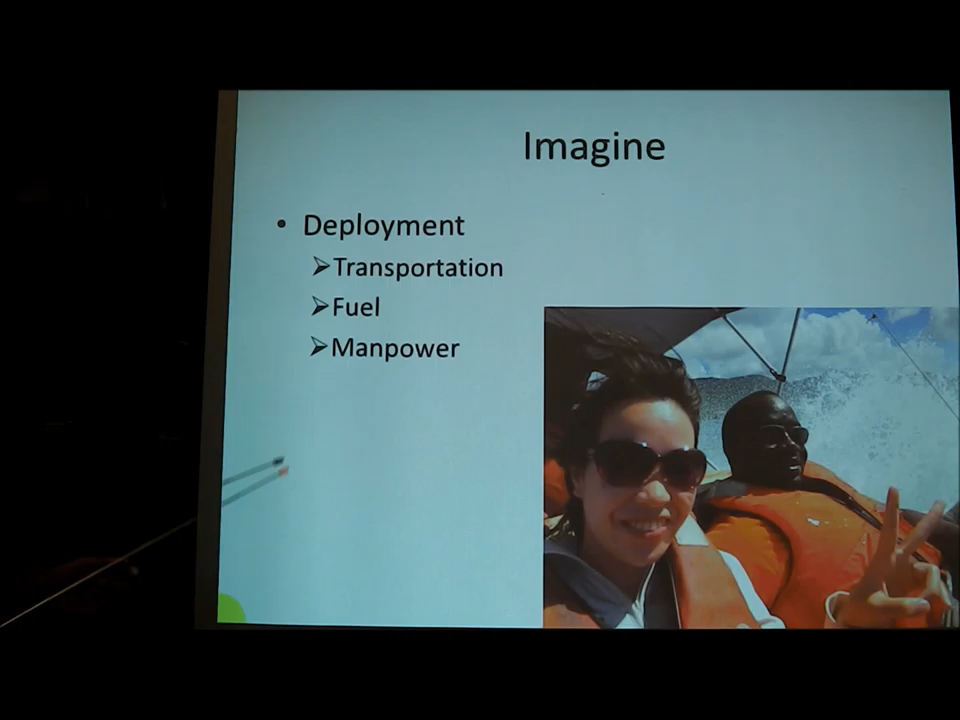 Imagine
• Deployment
➢Transportation
➢Fuel
➢Manpower